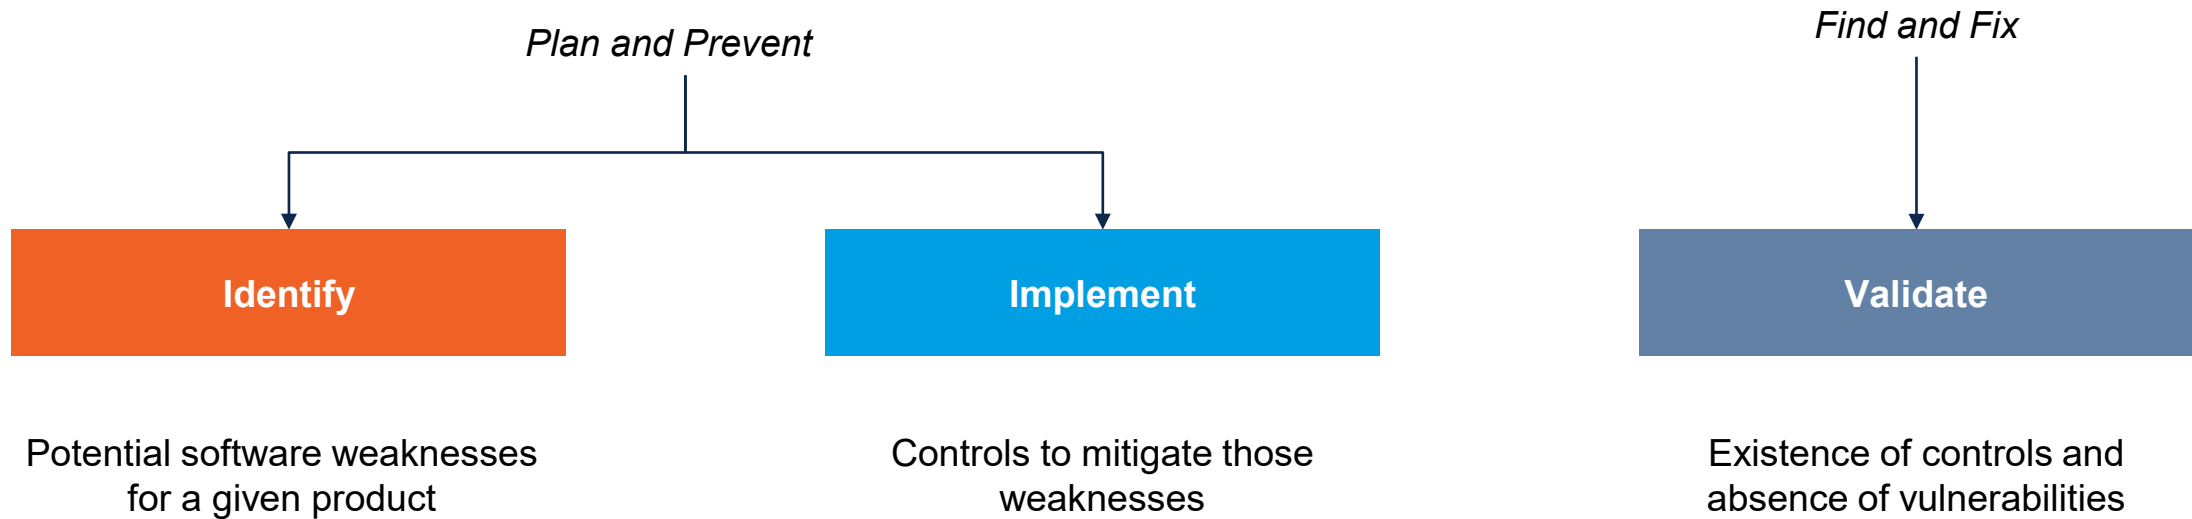 Plan and Prevent
Find and Fix
Identify
Implement
Validate
Potential software weaknesses
for a given product
Controls to mitigate those
weaknesses
Existence of controls and
absence of vulnerabilities